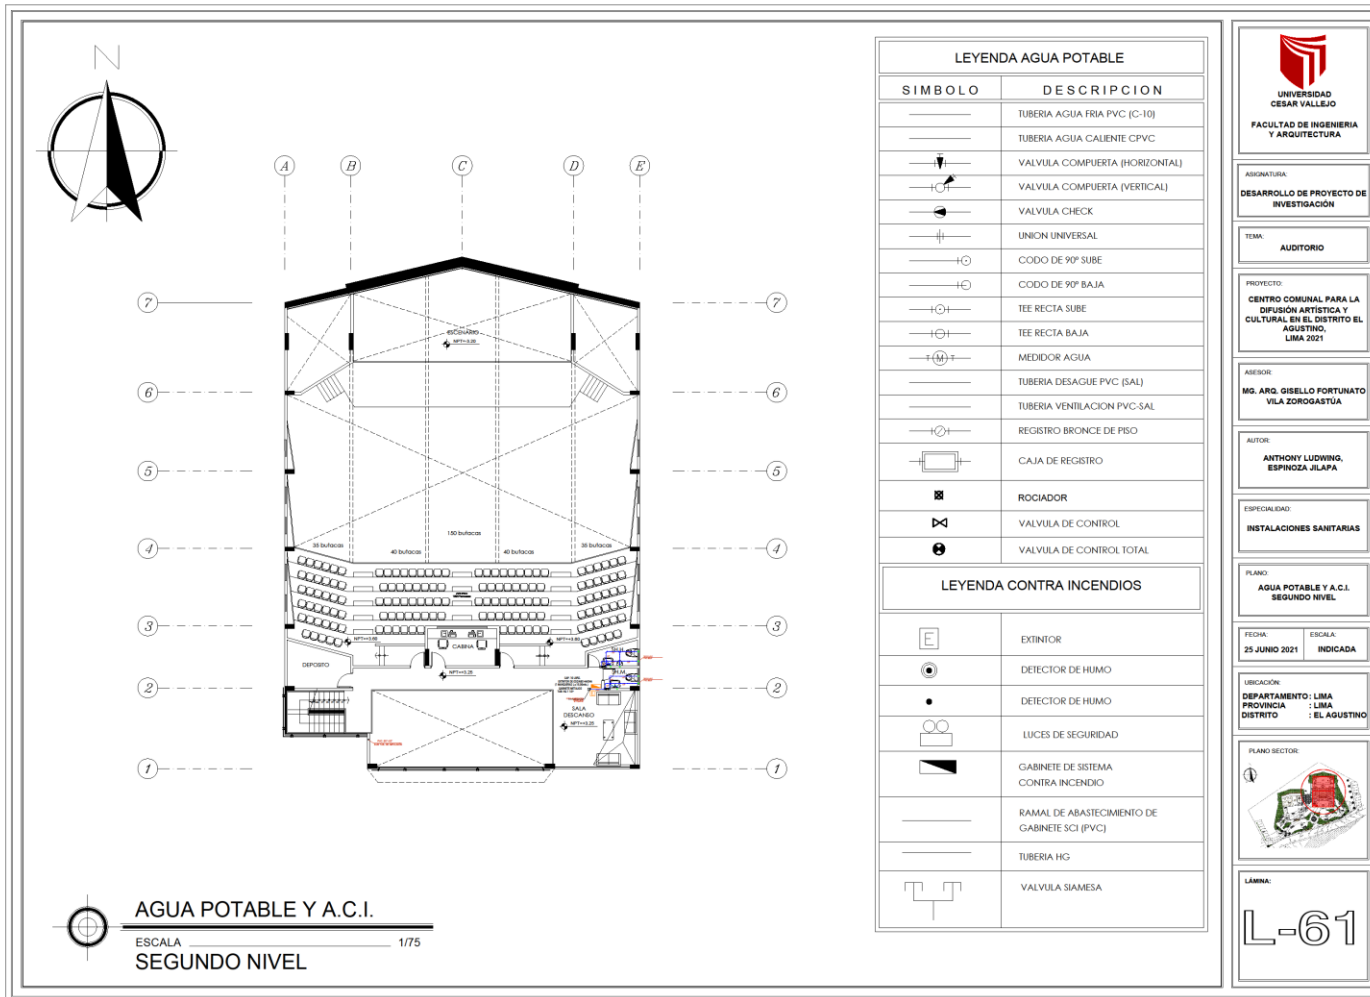 N
A
B
C
D
E
7
7
6
6
5
5
4
4
3
3
2
2
1
1
ESCENARIO
35 butacas
40 butacas
150 butacas
40 butacas
35 butacas
CABINA
DEPOSITO
SALA
DESCANSO
AGUA POTABLE Y A.C.I.
ESCALA 1/75
SEGUNDO NIVEL
LEYENDA AGUA POTABLE
SIMBOLO DESCRIPCION
TUBERIA AGUA FRIA PVC (C-10)
TUBERIA AGUA CALIENTE CPVC
VALVULA COMPUERTA (HORIZONTAL)
VALVULA COMPUERTA (VERTICAL)
VALVULA CHECK
UNION UNIVERSAL
CODO DE 90º SUBE
CODO DE 90º BAJA
TEE RECTA SUBE
TEE RECTA BAJA
M MEDIDOR AGUA
TUBERIA DESAGUE PVC (SAL)
TUBERIA VENTILACION PVC-SAL
REGISTRO BRONCE DE PISO
CAJA DE REGISTRO
ROCIADOR
VALVULA DE CONTROL
VALVULA DE CONTROL TOTAL
LEYENDA CONTRA INCENDIOS
E EXTINTOR
DETECTOR DE HUMO
DETECTOR DE HUMO
LUCES DE SEGURIDAD
GABINETE DE SISTEMA
CONTRA INCENDIO
RAMAL DE ABASTECIMIENTO DE
GABINETE SCI (PVC)
TUBERIA HG
VALVULA SIAMESA
UNIVERSIDAD
CESAR VALLEJO
FACULTAD DE INGENIERIA
Y ARQUITECTURA
ASIGNATURA:
DESARROLLO DE PROYECTO DE
INVESTIGACIÓN
TEMA:
AUDITORIO
PROYECTO:
CENTRO COMUNAL PARA LA
DIFUSIÓN ARTÍSTICA Y
CULTURAL EN EL DISTRITO EL
AGUSTINO,
LIMA 2021
ASESOR:
MG. ARQ. GISELLO FORTUNATO
VILA ZOROGASTÚA
AUTOR:
ANTHONY LUDWING,
ESPINOZA JILAPA
ESPECIALIDAD:
INSTALACIONES SANITARIAS
PLANO:
AGUA POTABLE Y A.C.I.
SEGUNDO NIVEL
FECHA:
25 JUNIO 2021
ESCALA:
INDICADA
UBICACIÓN:
DEPARTAMENTO : LIMA
PROVINCIA : LIMA
DISTRITO : EL AGUSTINO
PLANO SECTOR:
LÁMINA:
L-61